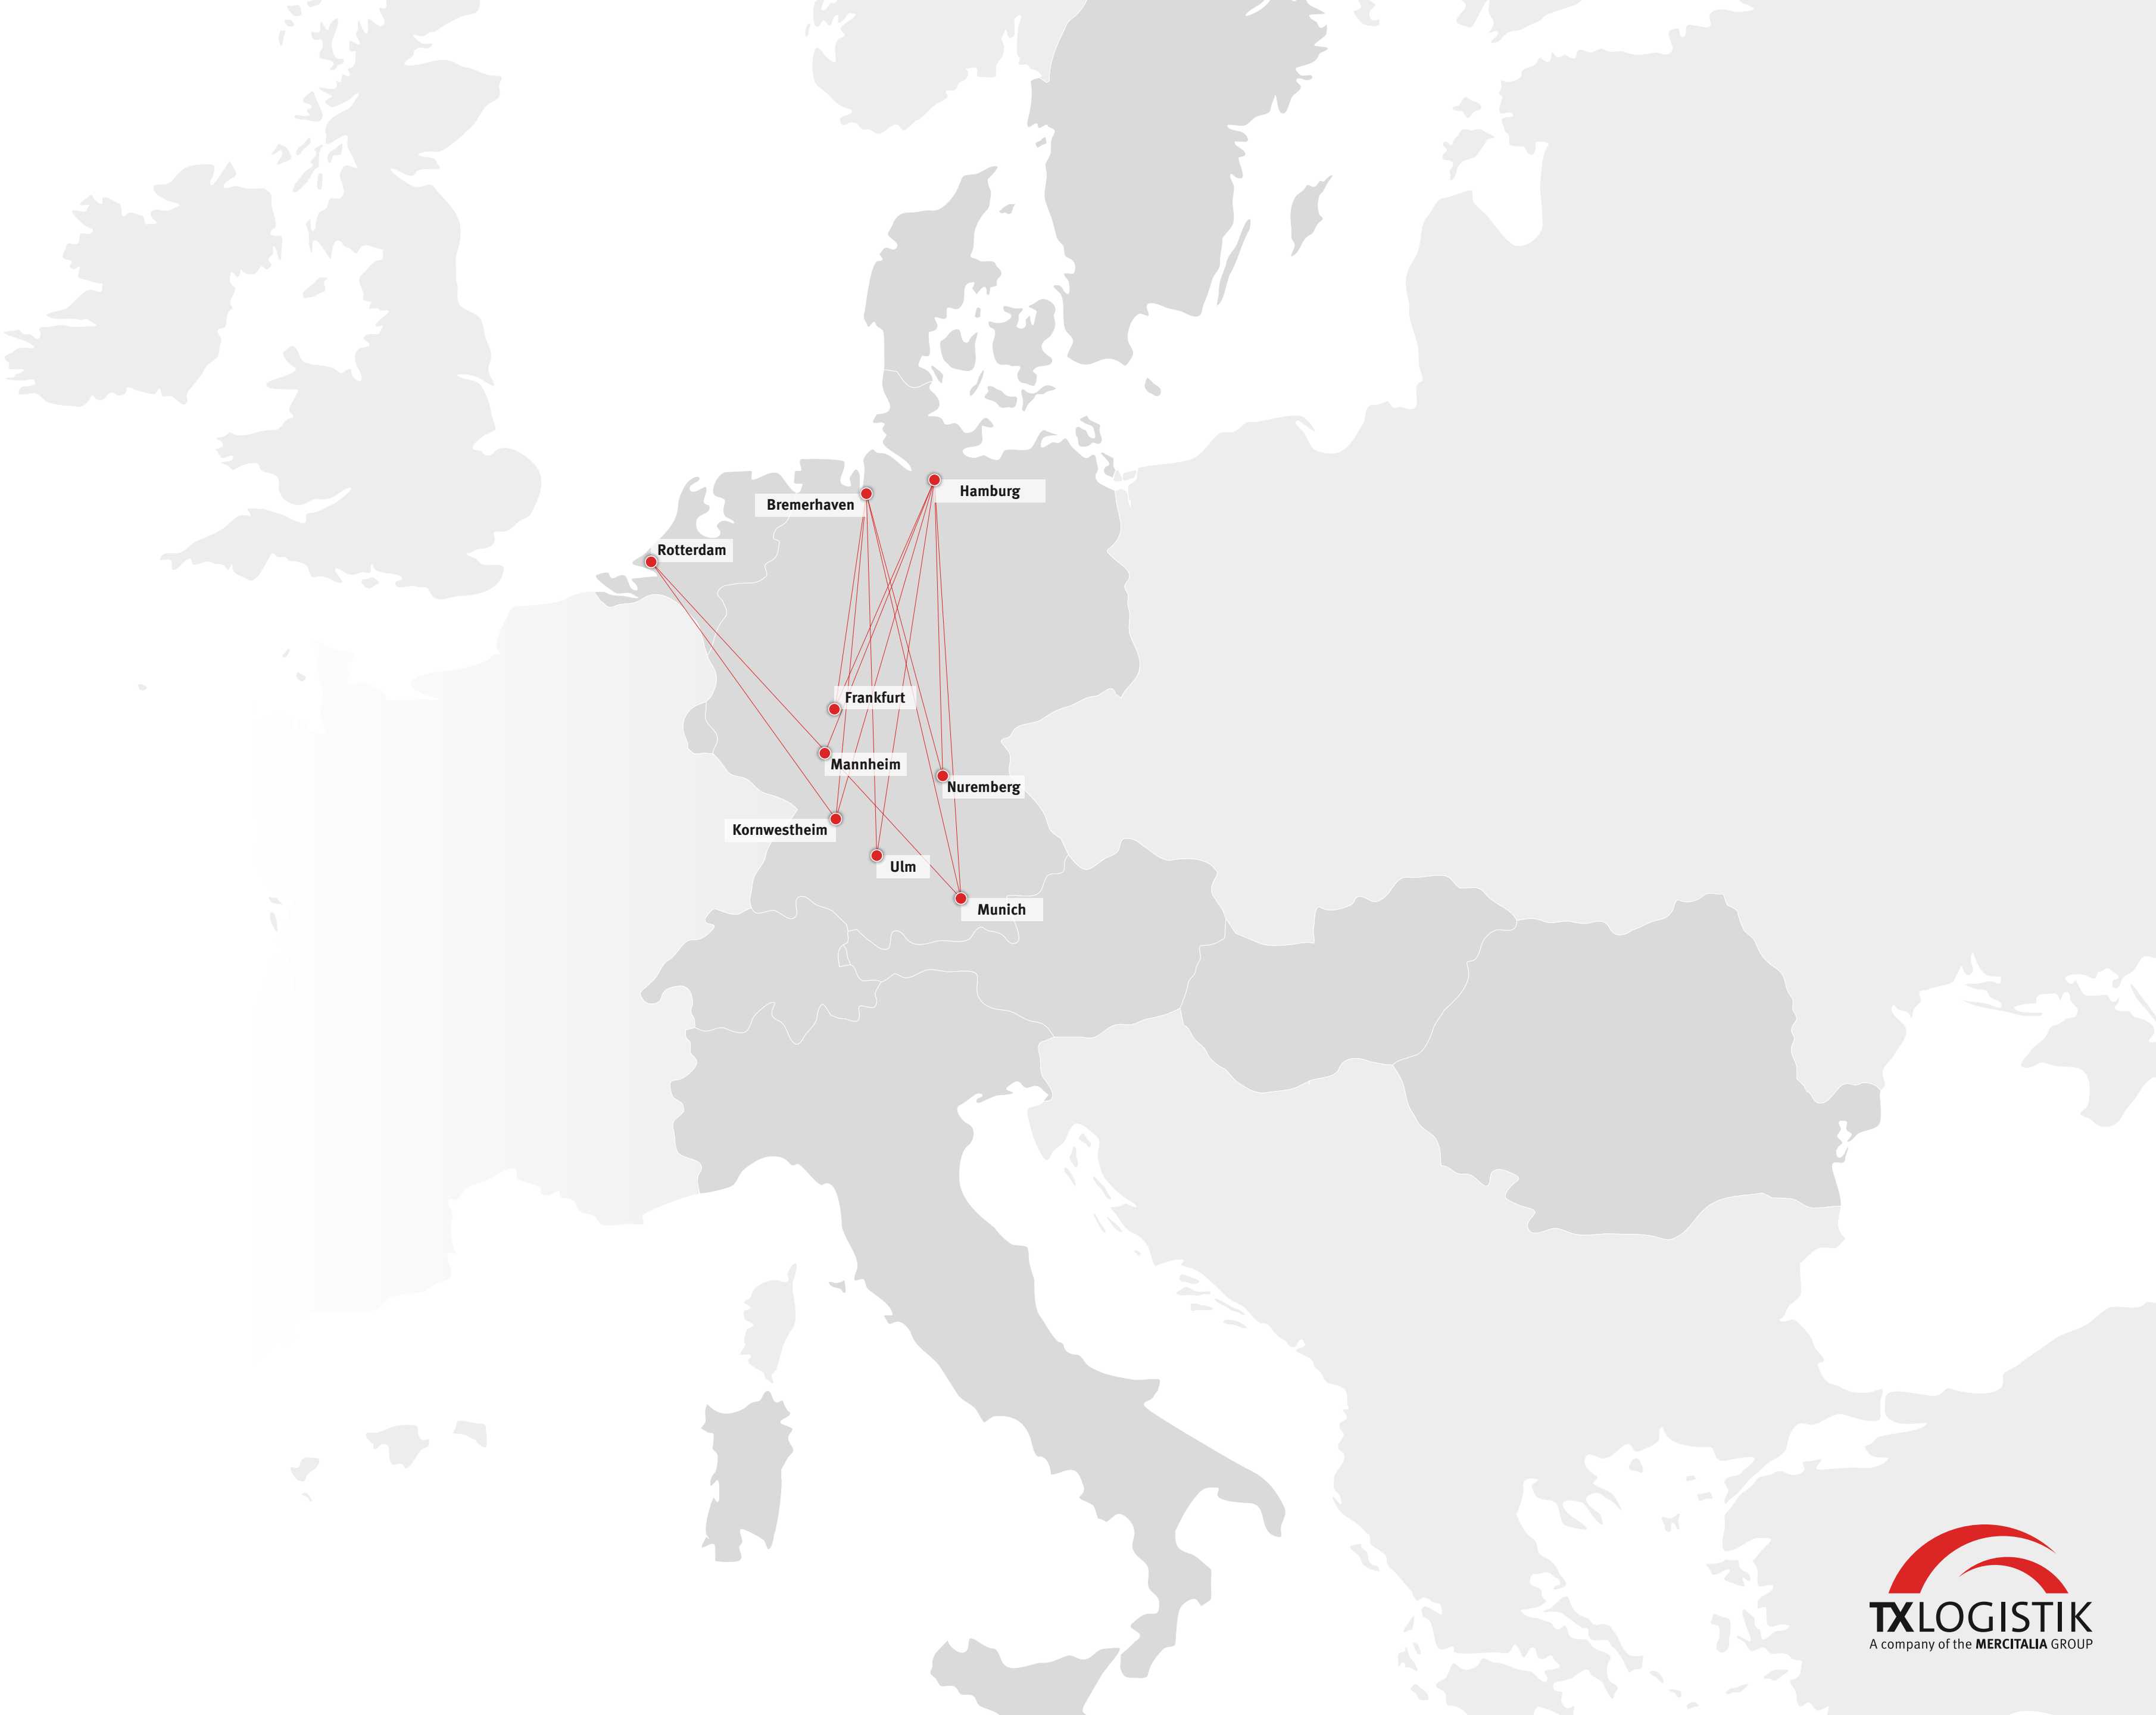 Hamburg
Bremerhaven
Rotterdam
Frankfurt
Mannheim
Nuremberg
Kornwestheim
Ulm
Munich
TXLOGISTIK
A company of the MERCITALIA GROUP